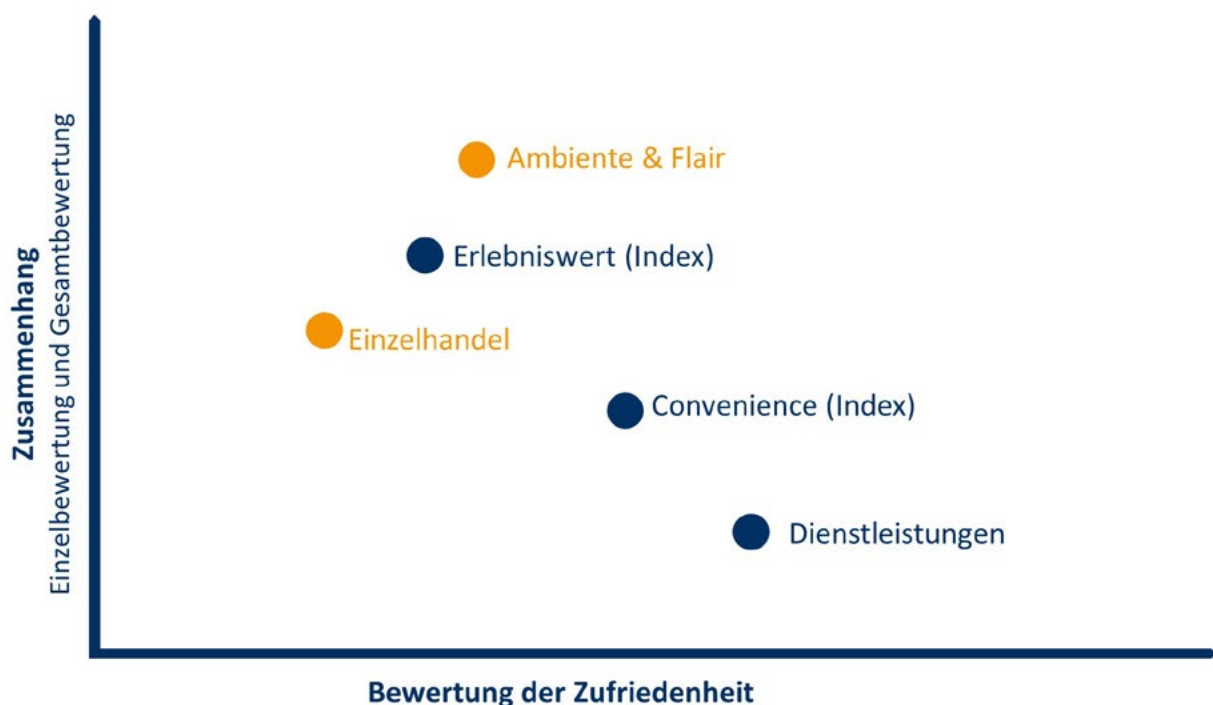 Zusammenhang
Einzelbewertung und Gesamtbewertung
Ambiente & Flair
Erlebniswert (Index)
Einzelhandel
Convenience (Index)
Dienstleistungen
Bewertung der Zufriedenheit